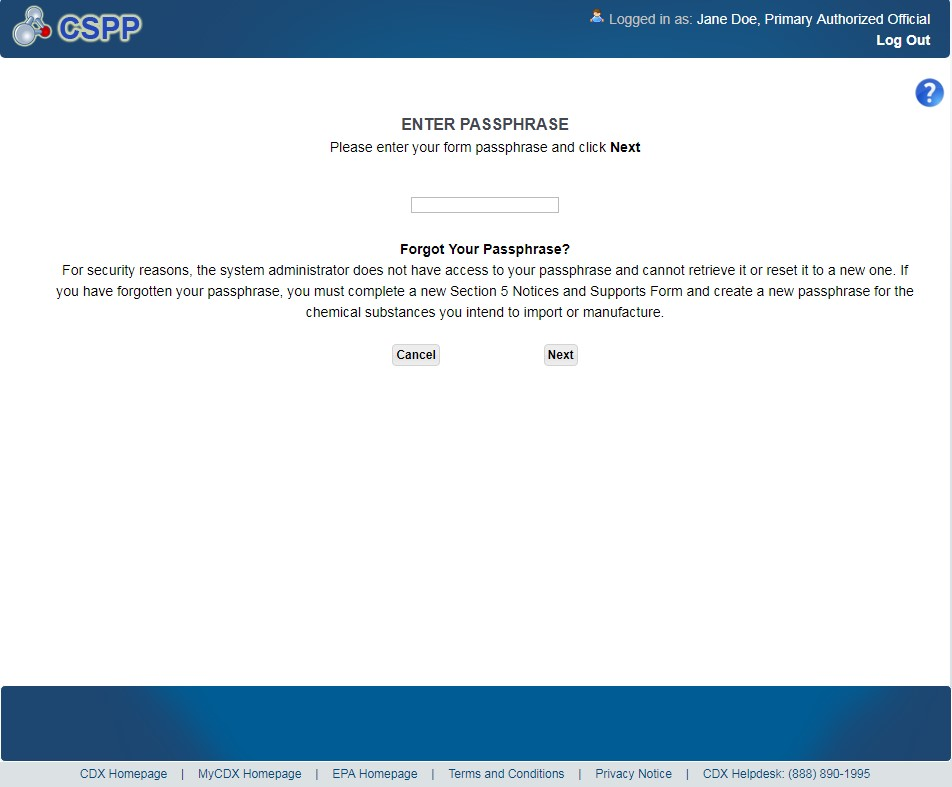 CSPP
Logged in as: Jane Doe, Primary Authorized Official
Log Out
?
ENTER PASSPHRASE
Please enter your form passphrase and click Next
Forgot Your Passphrase?
For security reasons, the system administrator does not have access to your passphrase and cannot retrieve it or reset it to a new one. If
you have forgotten your passphrase, you must complete a new Section 5 Notices and Supports Form and create a new passphrase for the
chemical substances you intend to import or manufacture.
Cancel Next
CDX Homepage | MyCDX Homepage | EPA Homepage | Terms and Conditions | Privacy Notice | CDX Helpdesk: (888) 890-1995